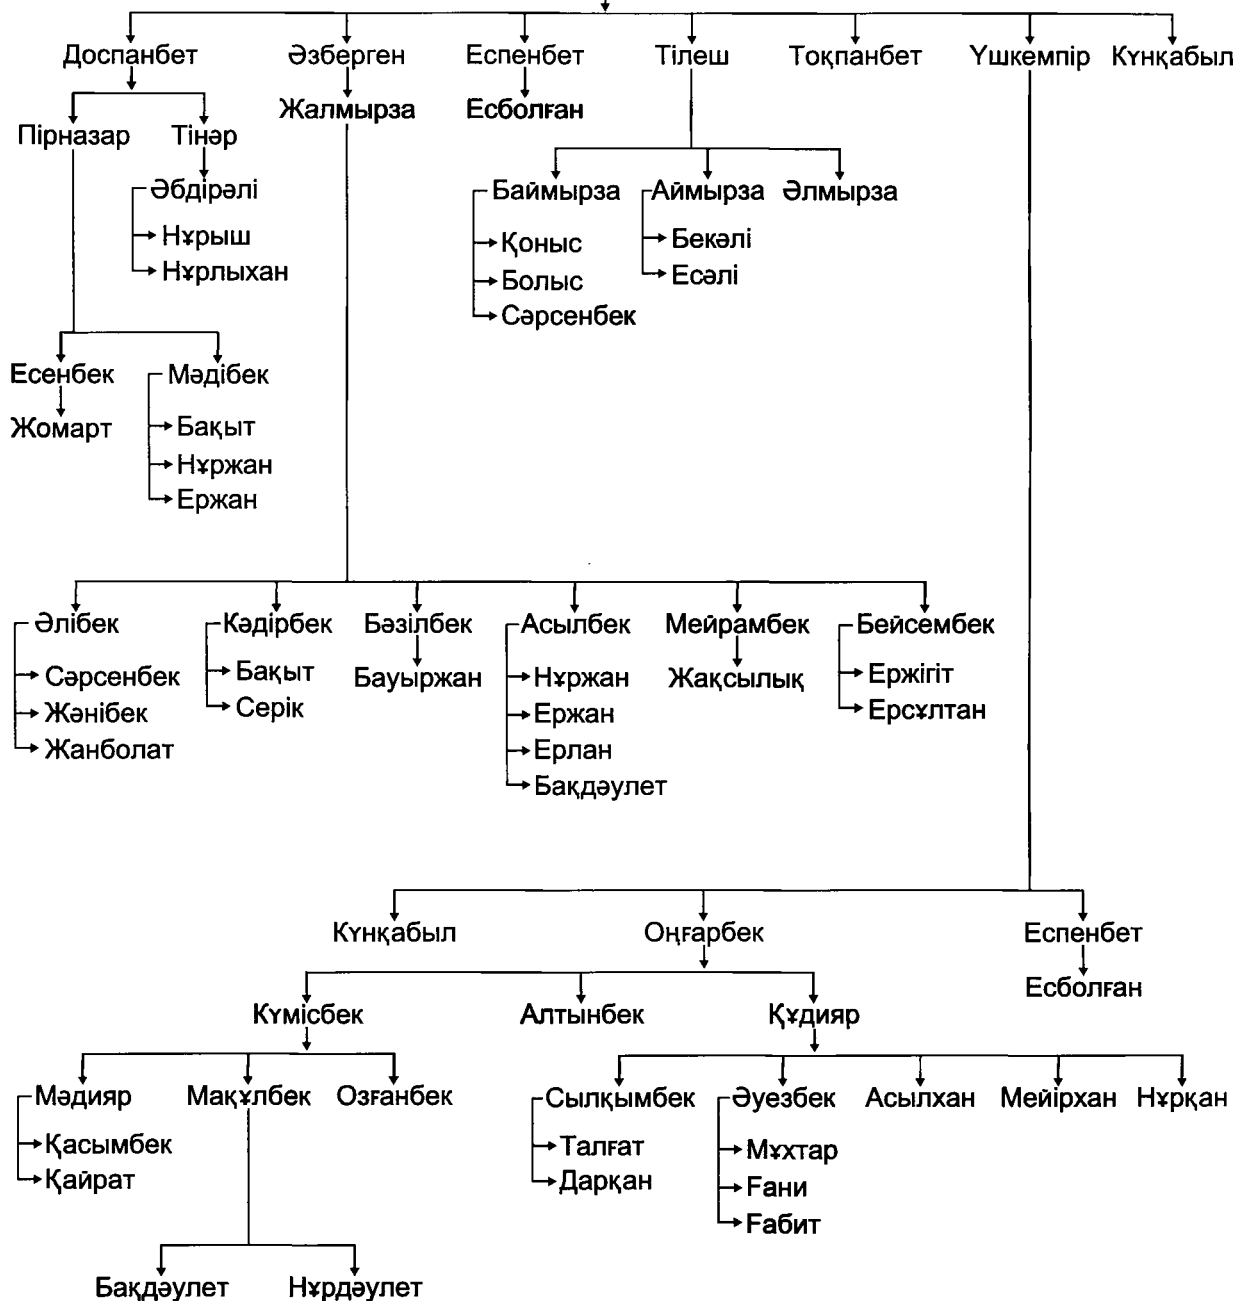 Доспанбет Әзберген Еспенбет Тілеш Тоқпанбет Үшкемпір Күнқабыл
Жалмырза Есболған
Пірназар Тінәр
Әбдірәлі Баймырза Аймырза Әлмырза
Нұрыш Қоныс Бекәлі
Нұрлыхан Болыс Есәлі
Сәрсенбек
Есенбек Мәдібек
Жомарт Бақыт
Нұржан
Ержан
Әлібек Кәдірбек Бәзілбек Асылбек Мейрамбек Бейсембек
Сәрсенбек Бақыт Бауыржан Нұржан Жақсылық Ержігіт
Жәнібек Серік Ержан Ерсұлтан
Жанболат Ерлан
Бақдәулет
Күнқабыл Оңғарбек Еспенбет
Есболған
Күмісбек Алтынбек Құдияр
Мәдияр Мақұлбек Озғанбек Сылқымбек Әуезбек Асылхан Мейірхан Нұрқан
Қасымбек Талғат Мұхтар
Қайрат Дарқан Ғани
Ғабит
Бақдәулет Нұрдәулет